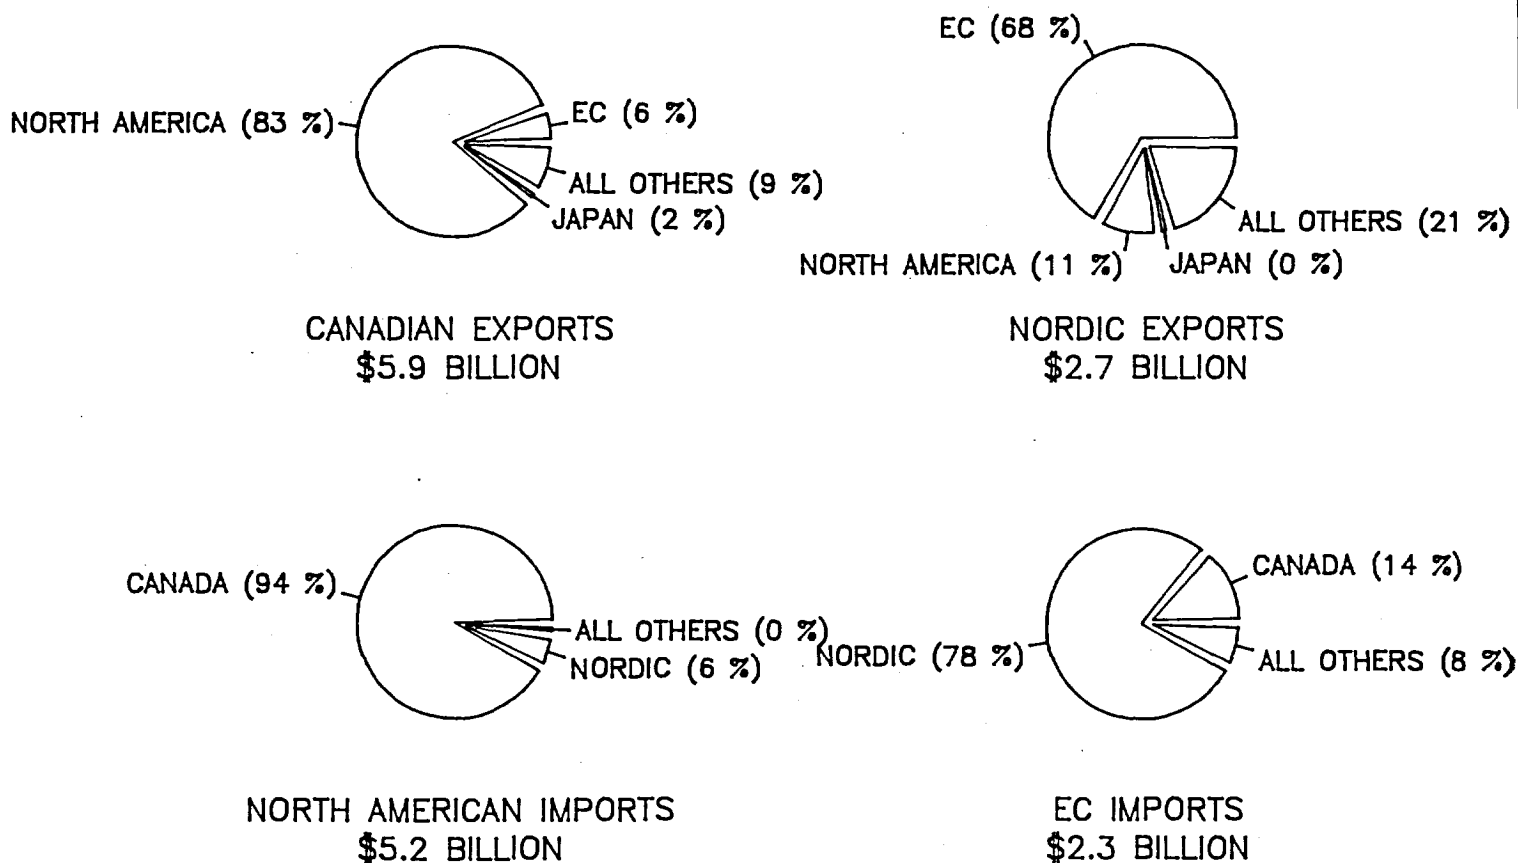 NORTH AMERICA (83 %)
EC (6 %)
ALL OTHERS (9 %)
JAPAN (2 %)
CANADIAN EXPORTS
$5.9 BILLION
EC (68 %)
ALL OTHERS (21 %)
NORTH AMERICA (11 %)
JAPAN (0 %)
NORDIC EXPORTS
$2.7 BILLION
CANADA (94 %)
ALL OTHERS (0 %)
NORDIC (6 %)
NORTH AMERICAN IMPORTS
$5.2 BILLION
CANADA (14 %)
NORDIC (78 %)
ALL OTHERS (8 %)
EC IMPORTS
$2.3 BILLION